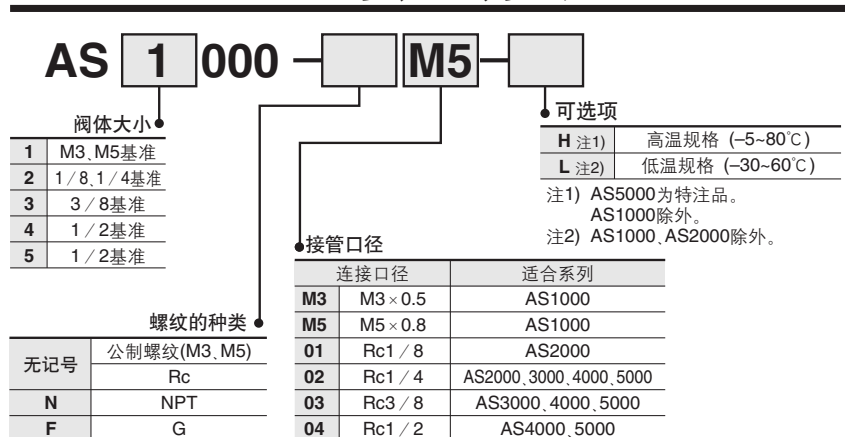 AS 1 000 – M5 –
阀体大小
1 M3、M5基准
2 1/8、1/4基准
3 3/8基准
4 1/2基准
5 1/2基准
可选项
H 注1) 高温规格 (–5~80℃)
L 注2) 低温规格 (–30~60℃)
注1) AS5000为特注品。
AS1000除外。
注2) AS1000、AS2000除外。
螺纹的种类
无记号 公制螺纹(M3、M5)
Rc
N NPT
F G
接管口径
连接口径 适合系列
M3 M3×0.5 AS1000
M5 M5×0.8 AS1000
01 Rc1/8 AS2000
02 Rc1/4 AS2000、3000、4000、5000
03 Rc3/8 AS3000、4000、5000
04 Rc1/2 AS4000、5000